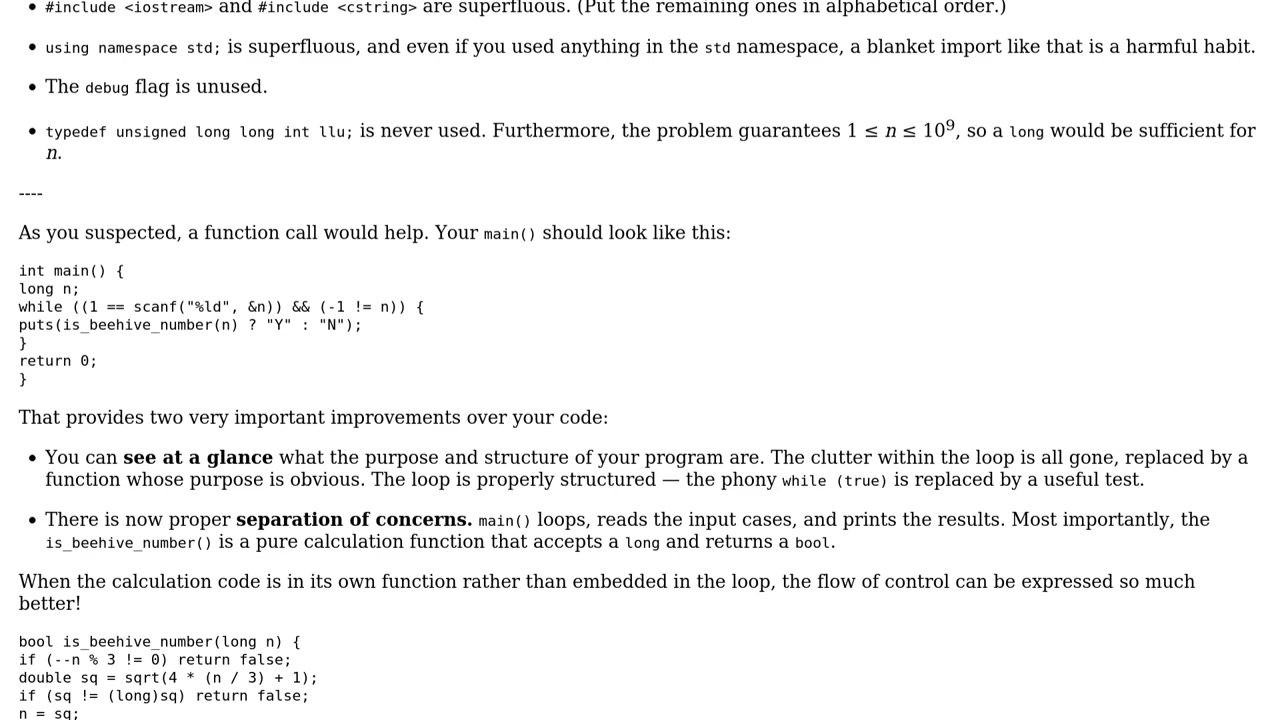 • #include <iostream> and #include <cstring> are superfluous. (Put the remaining ones in alphabetical order.)
• using namespace std; is superfluous, and even if you used anything in the std namespace, a blanket import like that is a harmful habit.
• The debug flag is unused.
• typedef unsigned long long int llu; is never used. Furthermore, the problem guarantees 1 ≤ n ≤ 10⁹, so a long would be sufficient for
n.
----
As you suspected, a function call would help. Your main() should look like this:
int main() {
long n;
while ((1 == scanf("%ld", &n)) && (-1 != n)) {
puts(is_beehive_number(n) ? "Y" : "N");
}
return 0;
}
That provides two very important improvements over your code:
• You can see at a glance what the purpose and structure of your program are. The clutter within the loop is all gone, replaced by a
function whose purpose is obvious. The loop is properly structured — the phony while (true) is replaced by a useful test.
• There is now proper separation of concerns. main() loops, reads the input cases, and prints the results. Most importantly, the
is_beehive_number() is a pure calculation function that accepts a long and returns a bool.
When the calculation code is in its own function rather than embedded in the loop, the flow of control can be expressed so much
better!
bool is_beehive_number(long n) {
if (--n % 3 != 0) return false;
double sq = sqrt(4 * (n / 3) + 1);
if (sq != (long)sq) return false;
n = sq;